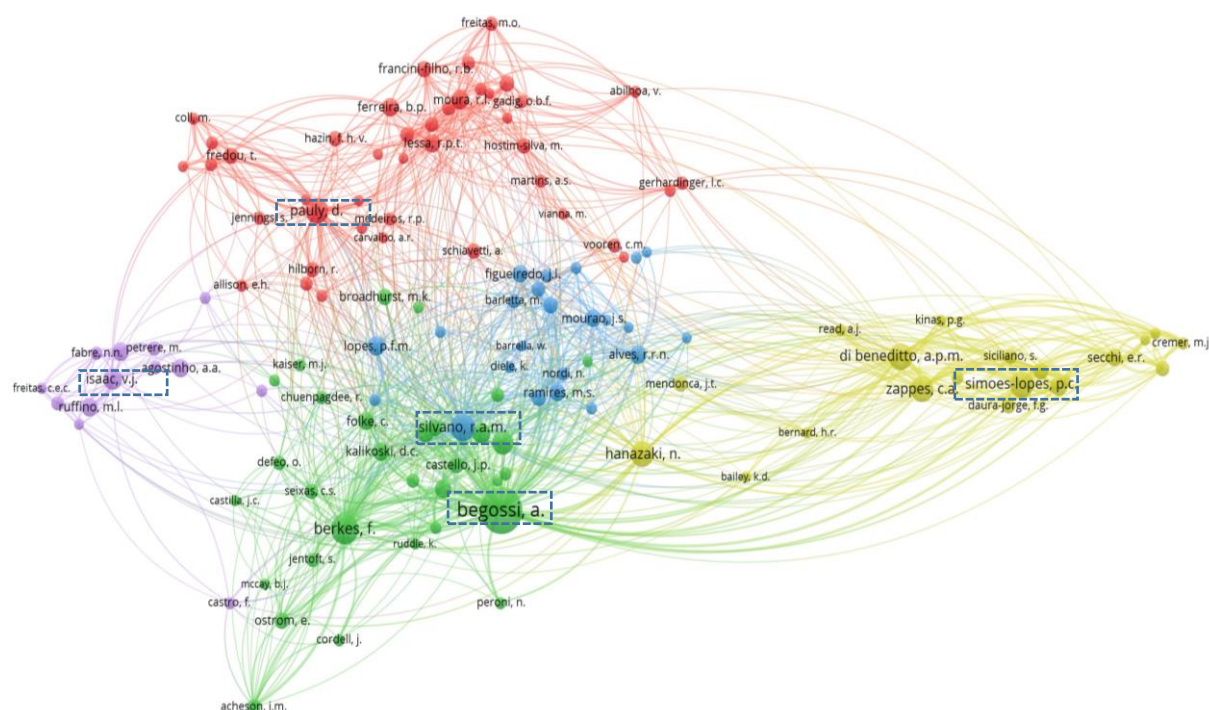 freitas, m.o.
francini-filho, r.b.
moura, r.l.
gadig, o.b.f.
abilhoa, v.
ferreira, b.p.
coll, m.
hazin, f. h. v.
lessa, r.p.t.
hostim-silva, m.
fredou, t.
martins, a.s.
gerhardinger, l.c.
pauly, d.
jennings, s.
medeiros, r.p.
vianna, m.
carvalho, a.r.
schiavetti, a.
vooren, c.m.
hilborn, r.
figueiredo, j.l.
allison, e.h.
broadhurst, m.k.
barletta, m.
mourao, j.s.
kinas, p.g.
read, a.j.
lopes, p.f.m.
barrella, w.
alves, r.r.n.
cremer, m.j
fabre, n.n.
petrere, m.
di beneditto, a.p.m.
siciliano, s.
secchi, e.r.
kaiser, m.j.
agostinho, a.a.
diele, k.
nordi, n.
isaac, v.j.
mendonca, j.t.
simoes-lopes, p.c
freitas, c.e.c.
zappes, c.a.
chuenpagdee, r.
ramires, m.s.
ruffino, m.l.
daura-jorge, f.g.
folke, c.
silvano, r.a.m.
bernard, h.r.
kalikoski, d.c.
hanazaki, n.
defeo, o.
castello, j.p.
bailey, k.d.
seixas, c.s.
castilla, j.c.
begossi, a.
berkes, f.
ruddle, k.
jentoft, s.
mccay, b.j.
castro, f.
peroni, n.
ostrom, e.
cordell, j.
acheson, j.m.